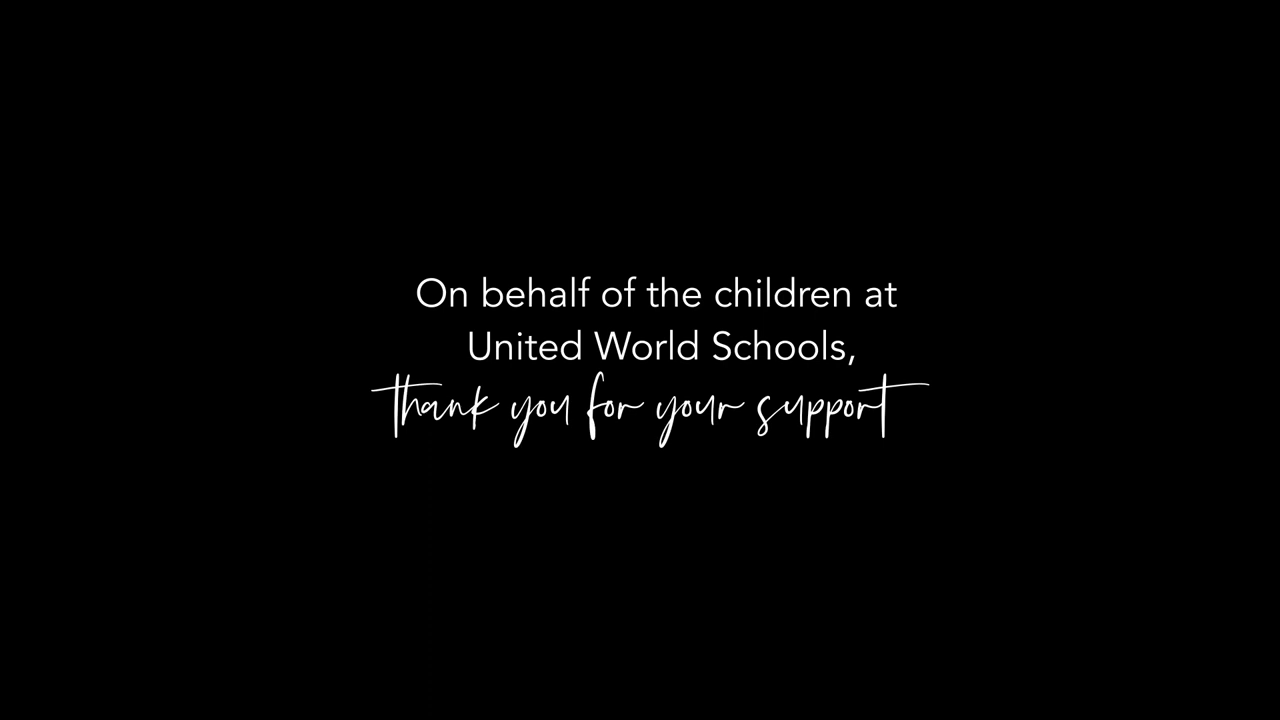 On behalf of the children at
United World Schools,
thank you for your support